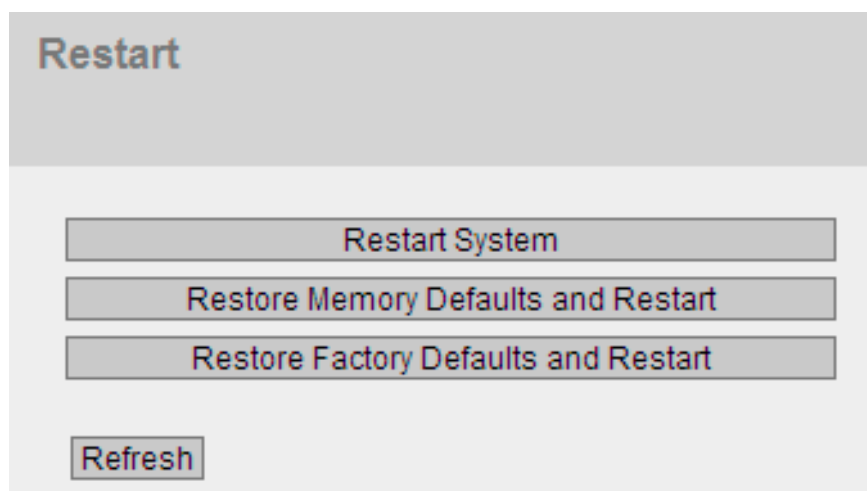 Restart
Restart System
Restore Memory Defaults and Restart
Restore Factory Defaults and Restart
Refresh